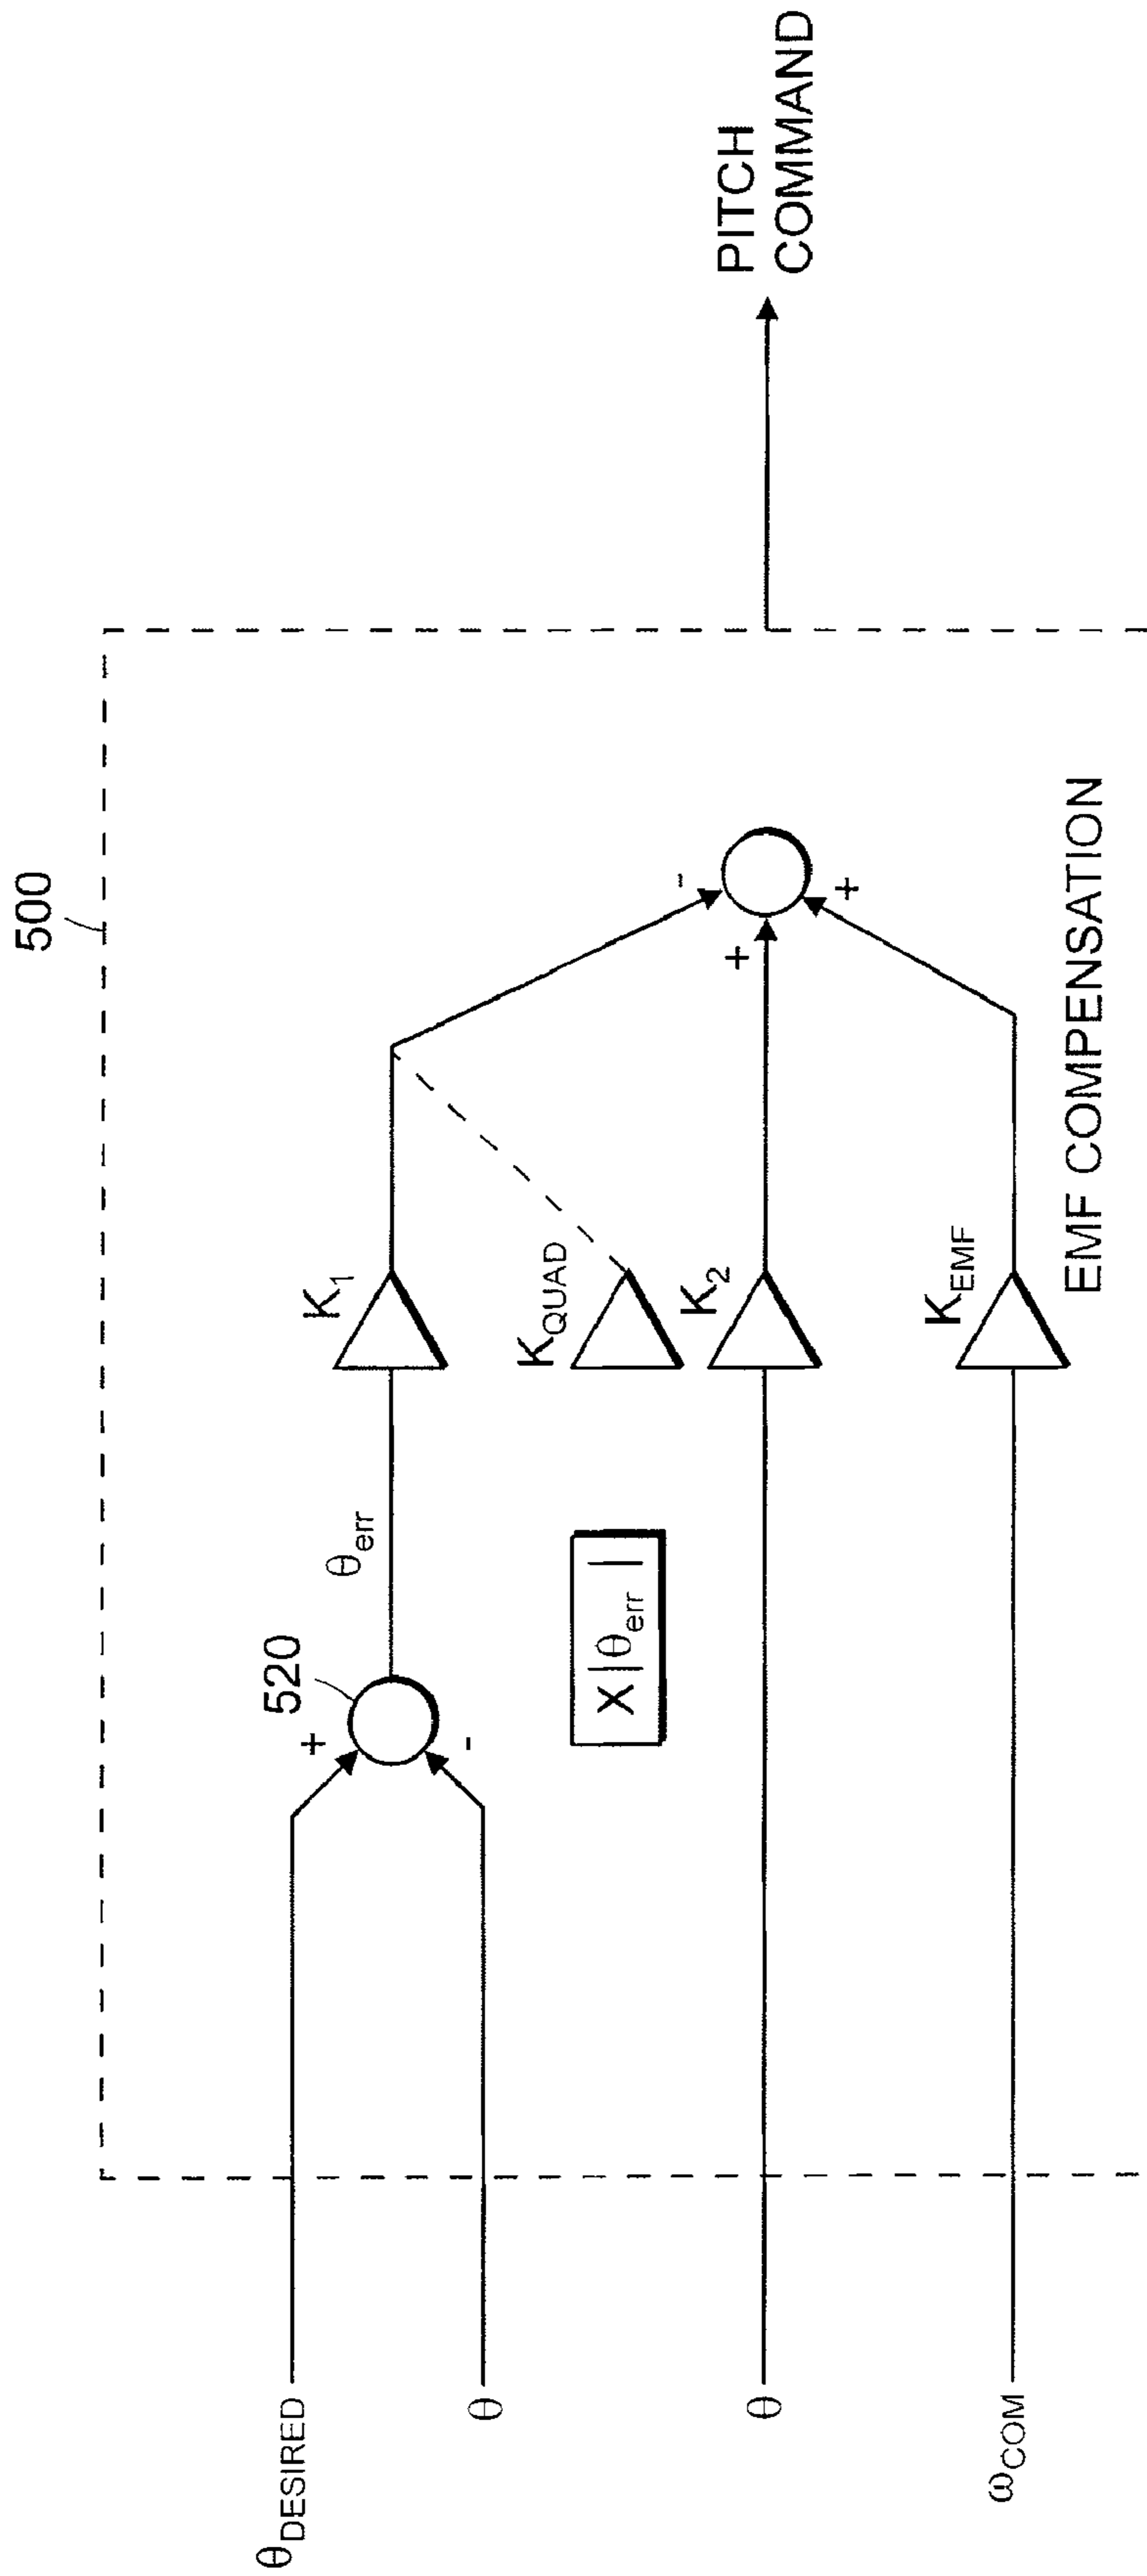 500
θDESIRED
+
520
θerr
K1
θ
-
X |θerr |
KQUAD
-
PITCH
COMMAND
θ
K2
+
ωCOM
KEMF
+
EMF COMPENSATION